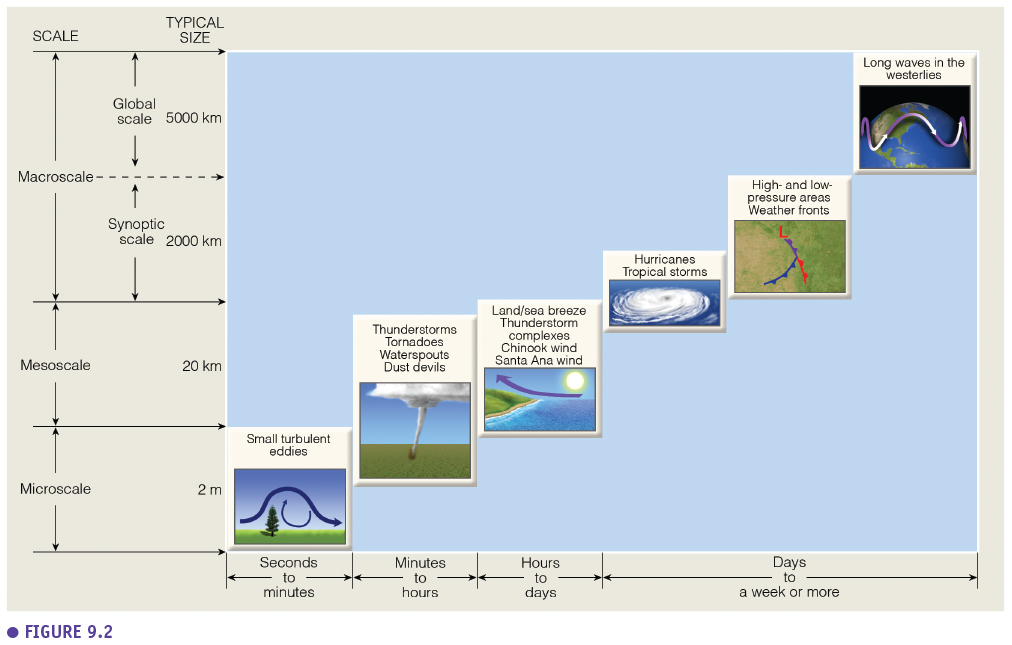 SCALE
TYPICAL
SIZE
Global
scale
5000 km
Macroscale
Synoptic
scale
2000 km
Mesoscale
20 km
Microscale
2 m
Small turbulent
eddies
Thunderstorms
Tornadoes
Waterspouts
Dust devils
Land/sea breeze
Thunderstorm
complexes
Chinook wind
Santa Ana wind
Hurricanes
Tropical storms
High- and low-
pressure areas
Weather fronts
L
Long waves in the
westerlies
Seconds
to
minutes
Minutes
to
hours
Hours
to
days
Days
to
a week or more
● FIGURE 9.2